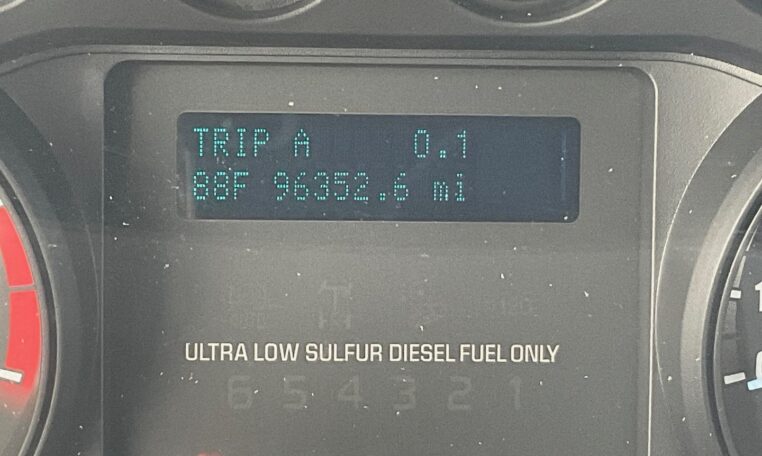 TRIP A 0.1
88F 96352.6 mi
ULTRA LOW SULFUR DIESEL FUEL ONLY
6 5 4 3 2 1